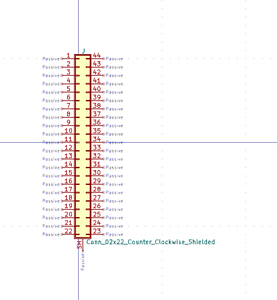 J
Passive 1 44 Passive
Passive 2 43 Passive
Passive 3 42 Passive
Passive 4 41 Passive
Passive 5 40 Passive
Passive 6 39 Passive
Passive 7 38 Passive
Passive 8 37 Passive
Passive 9 36 Passive
Passive 10 35 Passive
Passive 11 34 Passive
Passive 12 33 Passive
Passive 13 32 Passive
Passive 14 31 Passive
Passive 15 30 Passive
Passive 16 29 Passive
Passive 17 28 Passive
Passive 18 27 Passive
Passive 19 26 Passive
Passive 20 25 Passive
Passive 21 24 Passive
Passive 22 23 Passive
Conn_02x22_Counter_Clockwise_Shielded
SH
Passive